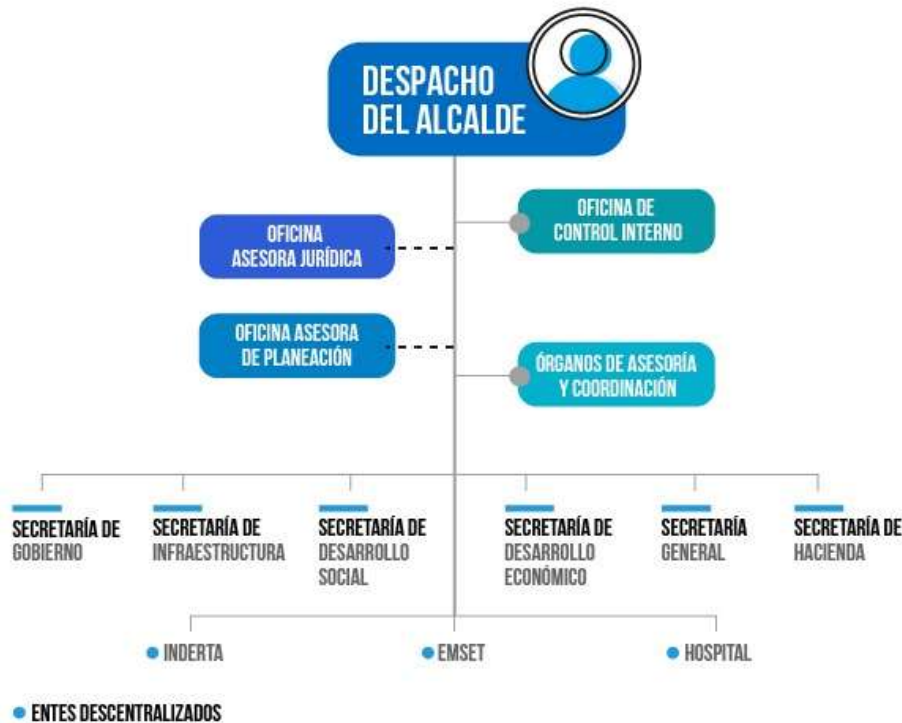 DESPACHO
DEL ALCALDE
OFICINA
ASESORA JURÍDICA
OFICINA DE
CONTROL INTERNO
OFICINA ASESORA
DE PLANEACIÓN
ÓRGANOS DE ASESORÍA
Y COORDINACIÓN
SECRETARÍA DE
GOBIERNO
SECRETARÍA DE
INFRAESTRUCTURA
SECRETARÍA DE
DESARROLLO
SOCIAL
SECRETARÍA DE
DESARROLLO
ECONÓMICO
SECRETARÍA
GENERAL
SECRETARÍA DE
HACIENDA
INDERTA
EMSET
HOSPITAL
ENTES DESCENTRALIZADOS